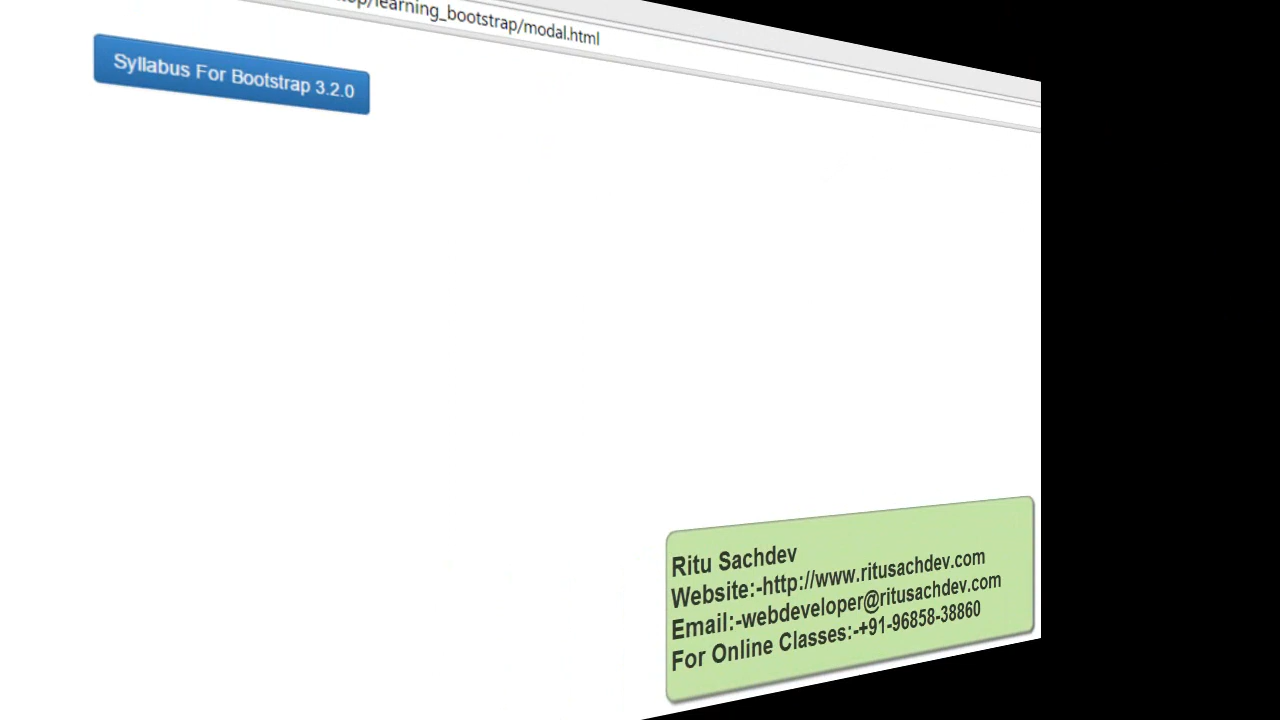 /learning_bootstrap/modal.html
Syllabus For Bootstrap 3.2.0
Ritu Sachdev
Website:-http://www.ritusachdev.com
Email:-webdeveloper@ritusachdev.com
For Online Classes:-+91-96858-38860